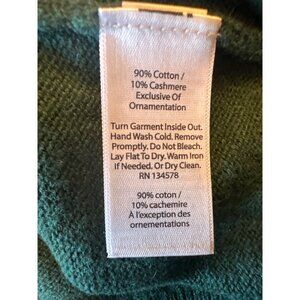 90% Cotton /
10% Cashmere
Exclusive Of
Ornamentation
Turn Garment Inside Out.
Hand Wash Cold. Remove
Promptly. Do Not Bleach.
Lay Flat To Dry. Warm Iron
If Needed. Or Dry Clean.
RN 134578
90% coton /
10% cachemire
À l'exception des
ornementations